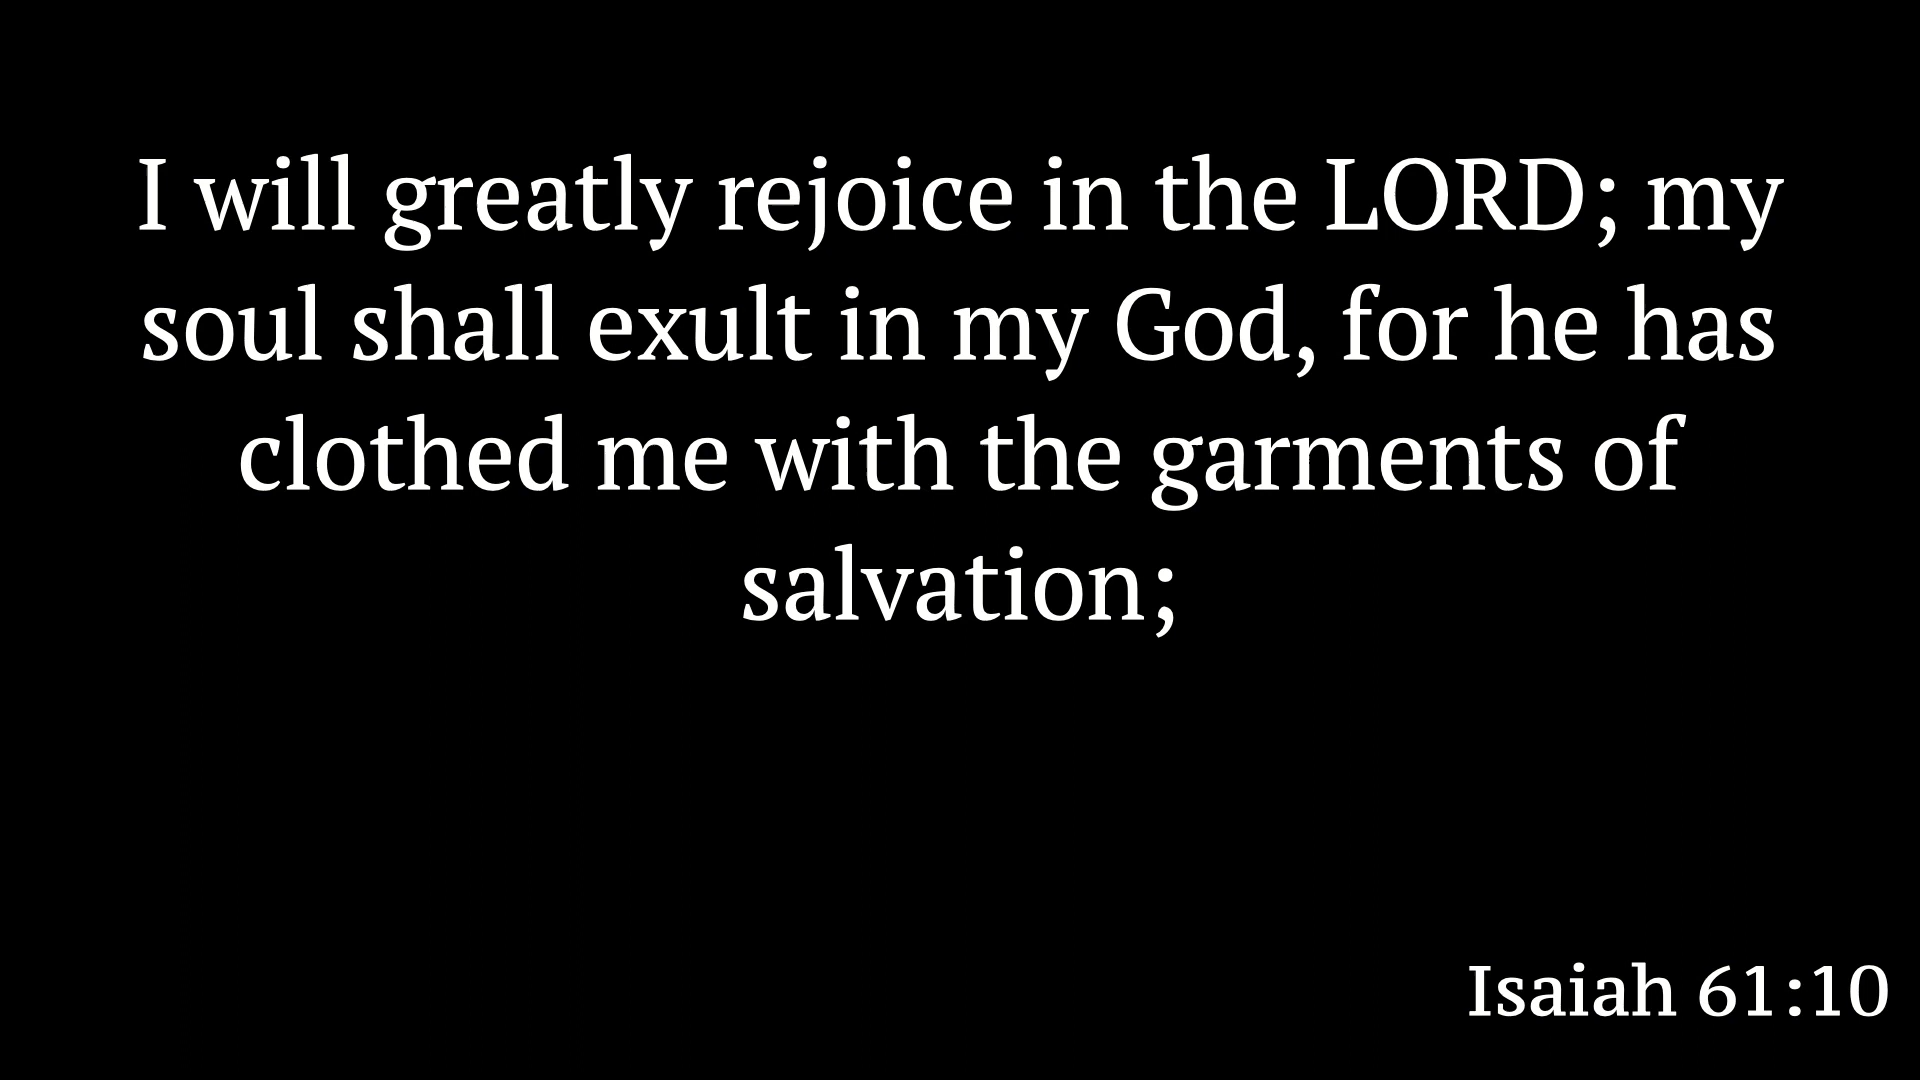 I will greatly rejoice in the LORD; my
soul shall exult in my God, for he has
clothed me with the garments of
salvation;
Isaiah 61:10